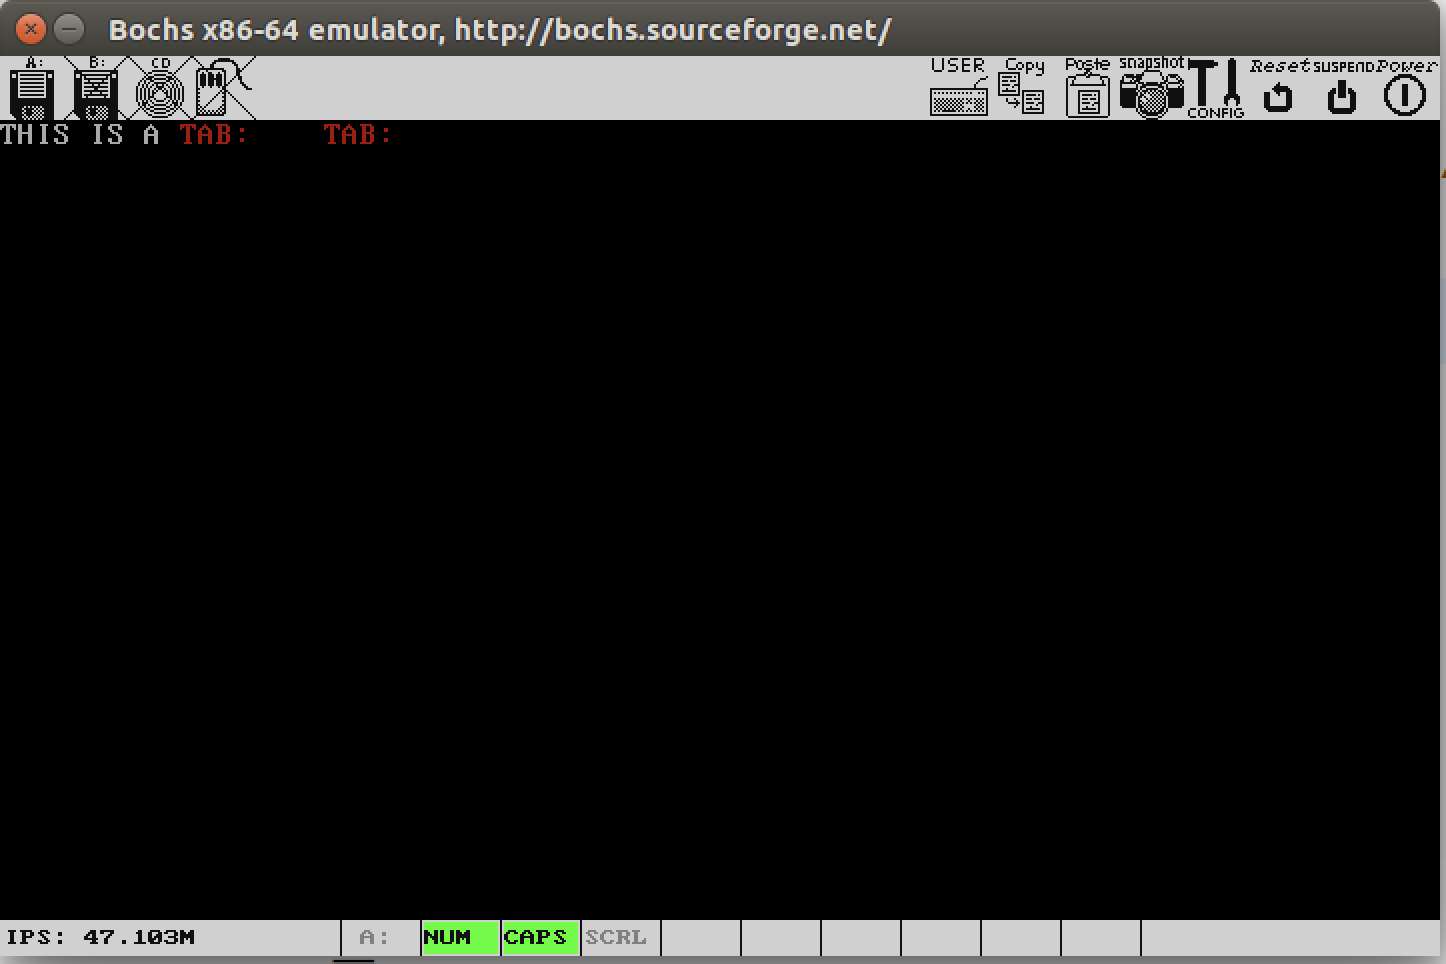 Bochs x86-64 emulator, http://bochs.sourceforge.net/
A: B: CD USER Copy Paste snapshot CONFIG Reset SUSPEND Power
THIS IS A TAB:    TAB:
IPS: 47.103M A: NUM CAPS SCRL